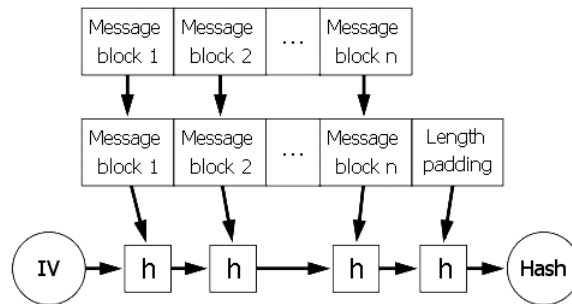 Message Message ... Message
block 1 block 2 block n
Message Message ... Message Length
block 1 block 2 block n padding
IV h h h h Hash